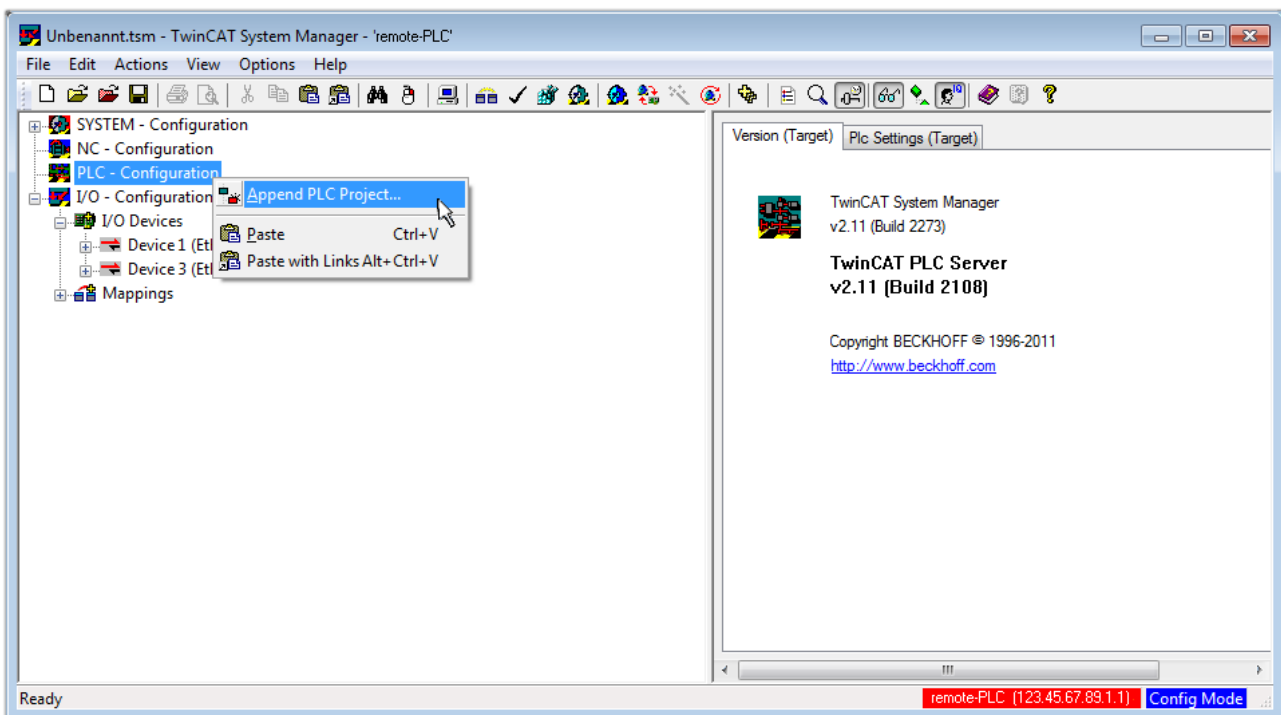 Unbenannt.tsm - TwinCAT System Manager - 'remote-PLC'
File Edit Actions View Options Help
SYSTEM - Configuration
NC - Configuration
PLC - Configuration
I/O - Configuration
I/O Devices
Device 1 (Etl
Device 3 (Etl
Mappings
Append PLC Project...
Paste Ctrl+V
Paste with Links Alt+Ctrl+V
Version (Target) Plc Settings (Target)
TwinCAT System Manager
v2.11 (Build 2273)
TwinCAT PLC Server
v2.11 (Build 2108)
Copyright BECKHOFF © 1996-2011
http://www.beckhoff.com
Ready remote-PLC (123.45.67.89.1.1) Config Mode